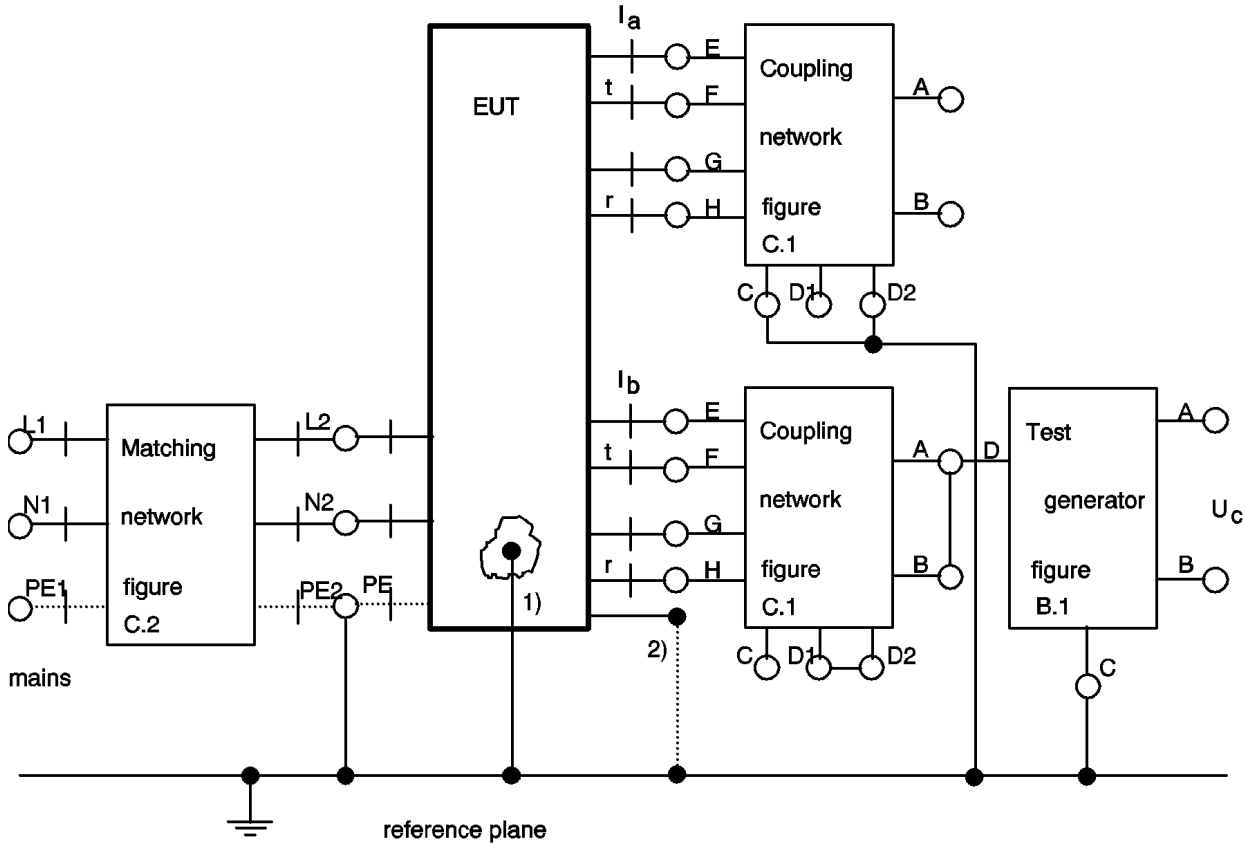 Ia
E
Coupling
A
t
F
EUT
network
G
B
r
H
figure
C.1
C
D1
D2
Ib
E
Coupling
A
D
Test
A
L1
L2
Matching
t
F
N1
N2
network
network
generator
Uc
G
B
r
H
figure
figure
B
PE1
PE2
PE
figure
1)
C.1
B.1
C.2
2)
C
D1
D2
C
mains
reference plane